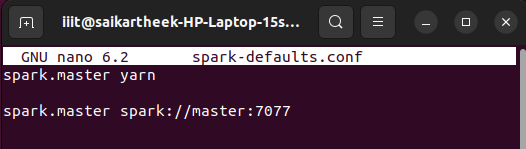 iiit@saikartheek-HP-Laptop-15s...
GNU nano 6.2 spark-defaults.conf
spark.master yarn
spark.master spark://master:7077